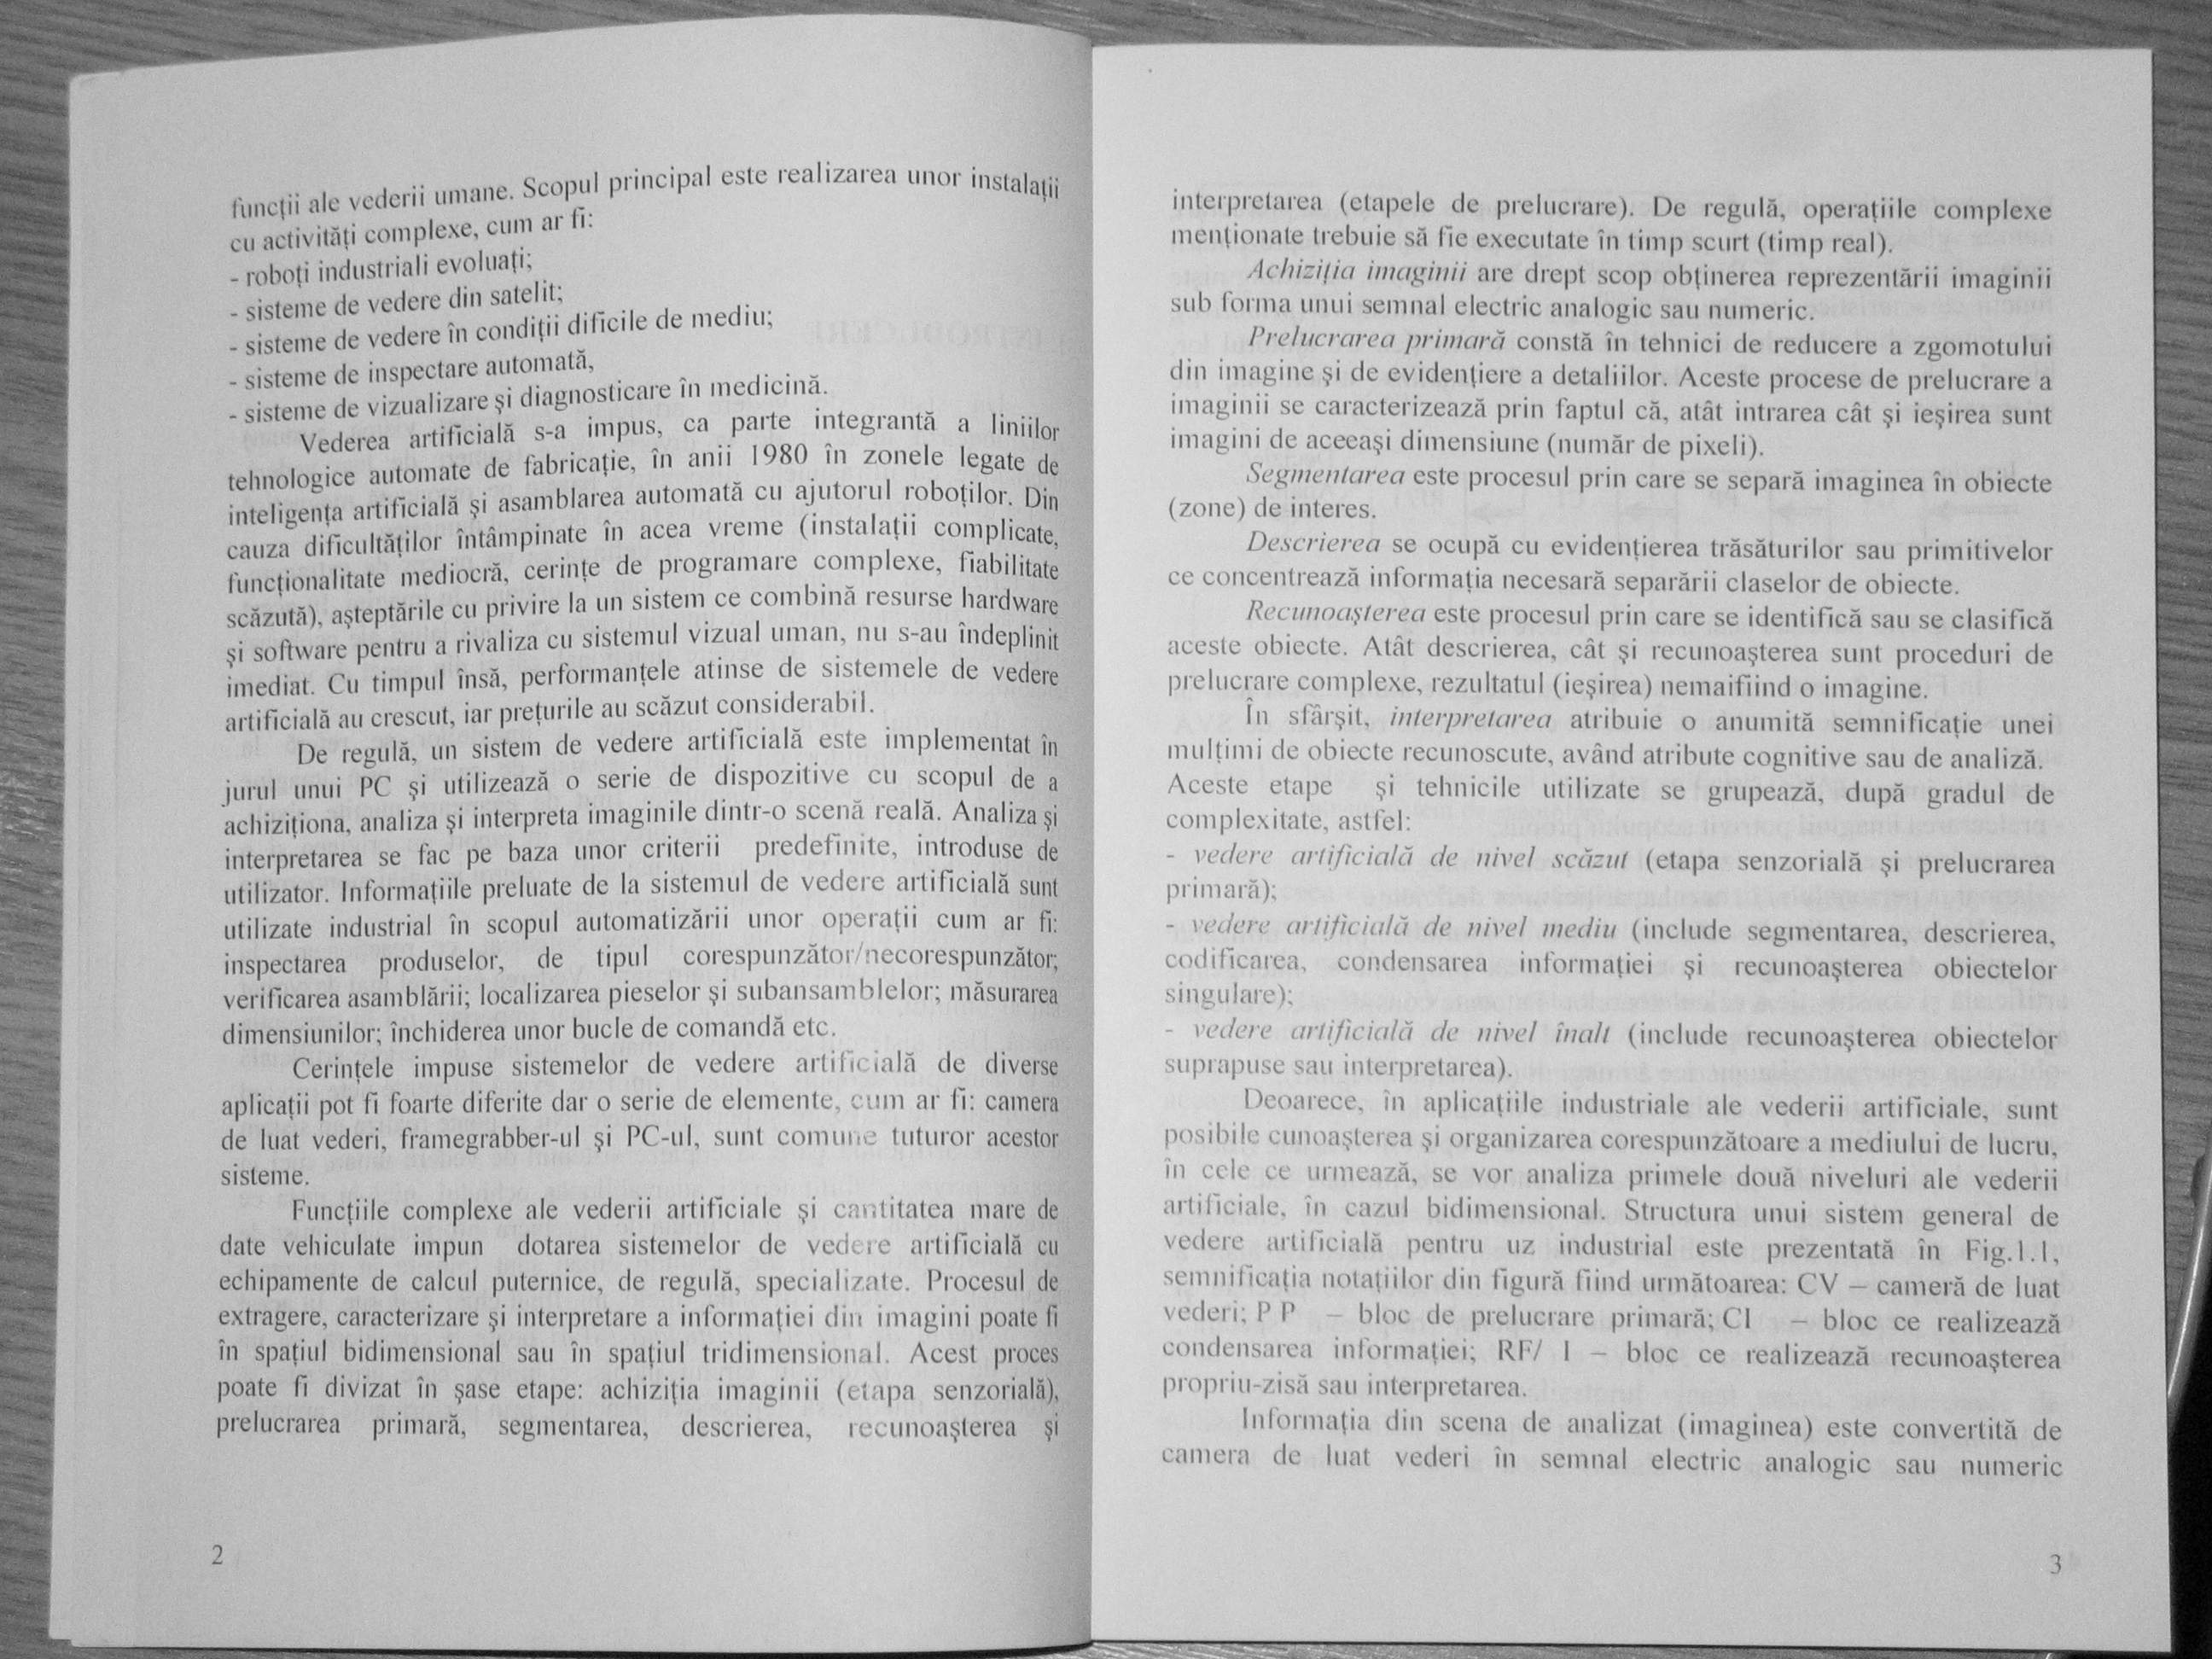 funcţii ale vederii umane. Scopul principal este realizarea unor instalaţii
cu activităţi complexe, cum ar fi:
- roboţi industriali evoluaţi;
- sisteme de vedere din satelit;
- sisteme de vedere în condiţii dificile de mediu;
- sisteme de inspectare automată,
- sisteme de vizualizare şi diagnosticare în medicină.
Vederea artificială s-a impus, ca parte integrantă a liniilor
tehnologice automate de fabricaţie, în anii 1980 în zonele legate de
inteligenţa artificială şi asamblarea automată cu ajutorul roboţilor. Din
cauza dificultăţilor întâmpinate în acea vreme (instalaţii complicate,
funcţionalitate mediocră, cerinţe de programare complexe, fiabilitate
scăzută), aşteptările cu privire la un sistem ce combină resurse hardware
şi software pentru a rivaliza cu sistemul vizual uman, nu s-au îndeplinit
imediat. Cu timpul însă, performanţele atinse de sistemele de vedere
artificială au crescut, iar preţurile au scăzut considerabil.
De regulă, un sistem de vedere artificială este implementat în
jurul unui PC şi utilizează o serie de dispozitive cu scopul de a
achiziţiona, analiza şi interpreta imaginile dintr-o scenă reală. Analiza şi
interpretarea se fac pe baza unor criterii predefinite, introduse de
utilizator. Informaţiile preluate de la sistemul de vedere artificială sunt
utilizate industrial în scopul automatizării unor operaţii cum ar fi:
inspectarea produselor, de tipul corespunzător/necorespunzător;
verificarea asamblării; localizarea pieselor şi subansamblelor; măsurarea
dimensiunilor; închiderea unor bucle de comandă etc.
Cerinţele impuse sistemelor de vedere artificială de diverse
aplicaţii pot fi foarte diferite dar o serie de elemente, cum ar fi: camera
de luat vederi, framegrabber-ul şi PC-ul, sunt comune tuturor acestor
sisteme.
Funcţiile complexe ale vederii artificiale şi cantitatea mare de
date vehiculate impun dotarea sistemelor de vedere artificială cu
echipamente de calcul puternice, de regulă, specializate. Procesul de
extragere, caracterizare şi interpretare a informaţiei din imagini poate fi
în spaţiul bidimensional sau în spaţiul tridimensional. Acest proces
poate fi divizat în şase etape: achiziţia imaginii (etapa senzorială),
prelucrarea primară, segmentarea, descrierea, recunoaşterea şi
2
interpretarea (etapele de prelucrare). De regulă, operaţiile complexe
menţionate trebuie să fie executate în timp scurt (timp real).
Achiziţia imaginii are drept scop obţinerea reprezentării imaginii
sub forma unui semnal electric analogic sau numeric.
Prelucrarea primară constă în tehnici de reducere a zgomotului
din imagine şi de evidenţiere a detaliilor. Aceste procese de prelucrare a
imaginii se caracterizează prin faptul că, atât intrarea cât şi ieşirea sunt
imagini de aceeaşi dimensiune (număr de pixeli).
Segmentarea este procesul prin care se separă imaginea în obiecte
(zone) de interes.
Descrierea se ocupă cu evidenţierea trăsăturilor sau primitivelor
ce concentrează informaţia necesară separării claselor de obiecte.
Recunoaşterea este procesul prin care se identifică sau se clasifică
aceste obiecte. Atât descrierea, cât şi recunoaşterea sunt proceduri de
prelucrare complexe, rezultatul (ieşirea) nemaifiind o imagine.
În sfârşit, interpretarea atribuie o anumită semnificaţie unei
mulţimi de obiecte recunoscute, având atribute cognitive sau de analiză.
Aceste etape şi tehnicile utilizate se grupează, după gradul de
complexitate, astfel:
- vedere artificială de nivel scăzut (etapa senzorială şi prelucrarea
primară);
- vedere artificială de nivel mediu (include segmentarea, descrierea,
codificarea, condensarea informaţiei şi recunoaşterea obiectelor
singulare);
- vedere artificială de nivel înalt (include recunoaşterea obiectelor
suprapuse sau interpretarea).
Deoarece, în aplicaţiile industriale ale vederii artificiale, sunt
posibile cunoaşterea şi organizarea corespunzătoare a mediului de lucru,
în cele ce urmează, se vor analiza primele două niveluri ale vederii
artificiale, în cazul bidimensional. Structura unui sistem general de
vedere artificială pentru uz industrial este prezentată în Fig.1.1,
semnificaţia notaţiilor din figură fiind următoarea: CV – cameră de luat
vederi; P P – bloc de prelucrare primară; CI – bloc ce realizează
condensarea informaţiei; RF/ I – bloc ce realizează recunoaşterea
propriu-zisă sau interpretarea.
Informaţia din scena de analizat (imaginea) este convertită de
camera de luat vederi în semnal electric analogic sau numeric
3